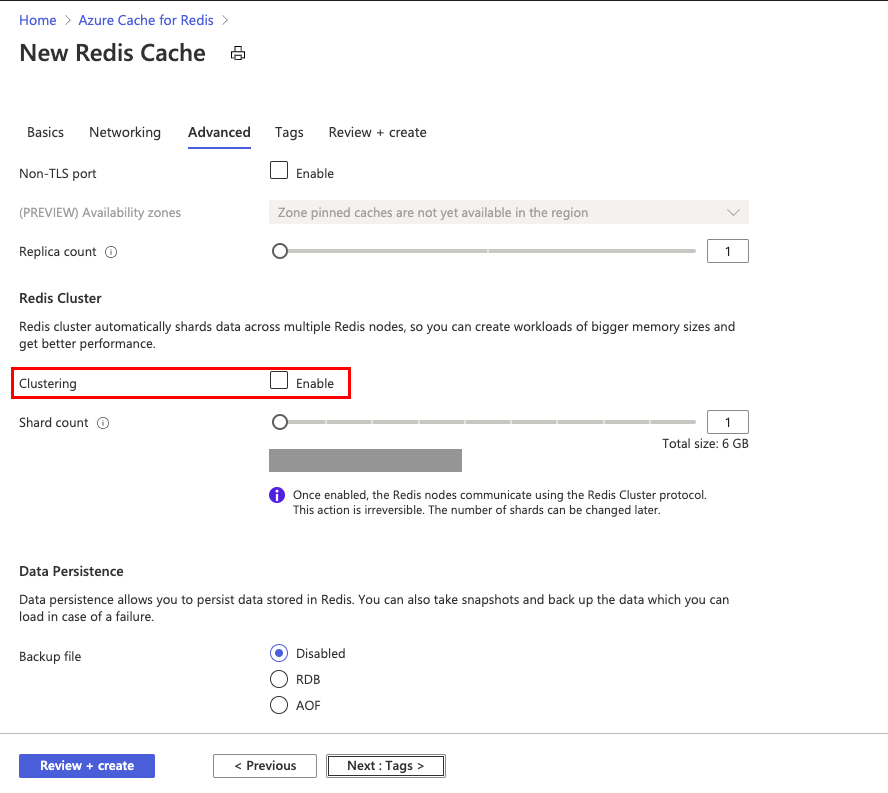 Home > Azure Cache for Redis >
New Redis Cache
Basics Networking Advanced Tags Review + create
Non-TLS port Enable
(PREVIEW) Availability zones Zone pinned caches are not yet available in the region
Replica count 1
Redis Cluster
Redis cluster automatically shards data across multiple Redis nodes, so you can create workloads of bigger memory sizes and
get better performance.
Clustering Enable
Shard count 1
Total size: 6 GB
Once enabled, the Redis nodes communicate using the Redis Cluster protocol.
This action is irreversible. The number of shards can be changed later.
Data Persistence
Data persistence allows you to persist data stored in Redis. You can also take snapshots and back up the data which you can
load in case of a failure.
Backup file Disabled
RDB
AOF
Review + create < Previous Next : Tags >